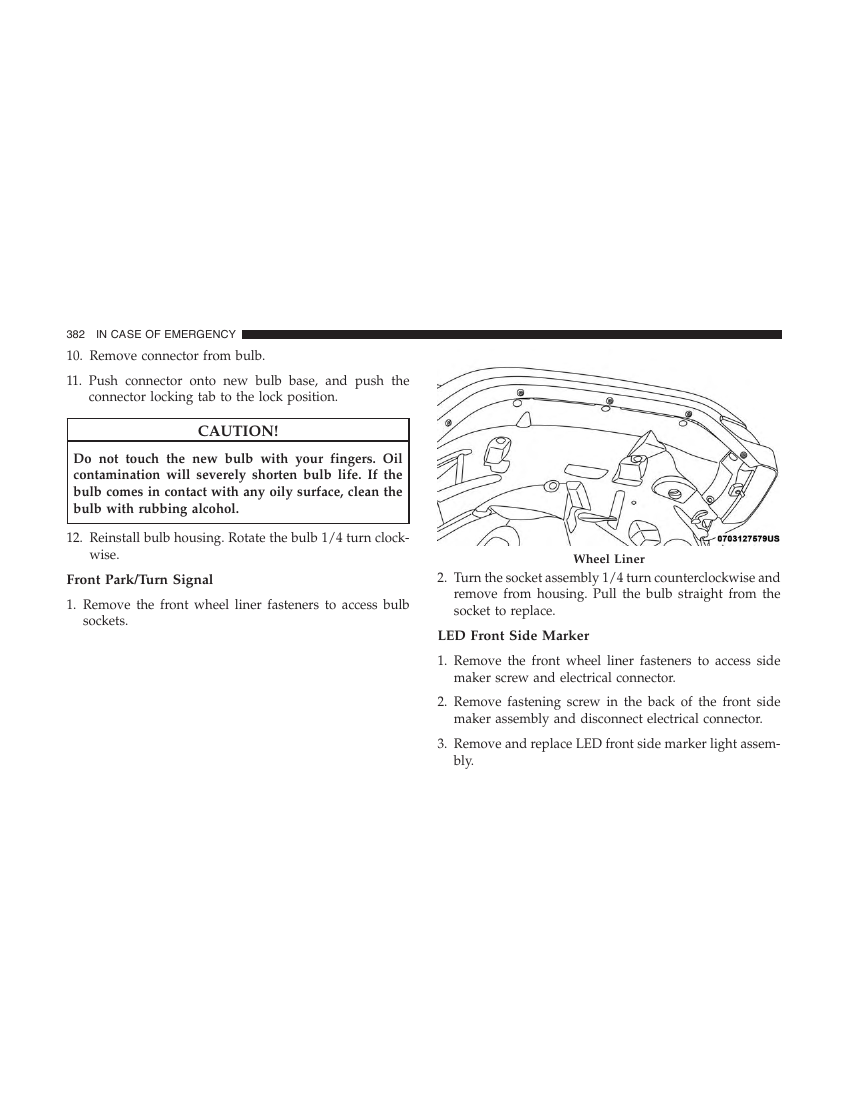 382 IN CASE OF EMERGENCY
10. Remove connector from bulb.
11. Push connector onto new bulb base, and push the
connector locking tab to the lock position.
CAUTION!
Do not touch the new bulb with your fingers. Oil
contamination will severely shorten bulb life. If the
bulb comes in contact with any oily surface, clean the
bulb with rubbing alcohol.
12. Reinstall bulb housing. Rotate the bulb 1/4 turn clock-
wise.
Front Park/Turn Signal
1. Remove the front wheel liner fasteners to access bulb
sockets.
0703127579US
Wheel Liner
2. Turn the socket assembly 1/4 turn counterclockwise and
remove from housing. Pull the bulb straight from the
socket to replace.
LED Front Side Marker
1. Remove the front wheel liner fasteners to access side
maker screw and electrical connector.
2. Remove fastening screw in the back of the front side
maker assembly and disconnect electrical connector.
3. Remove and replace LED front side marker light assem-
bly.